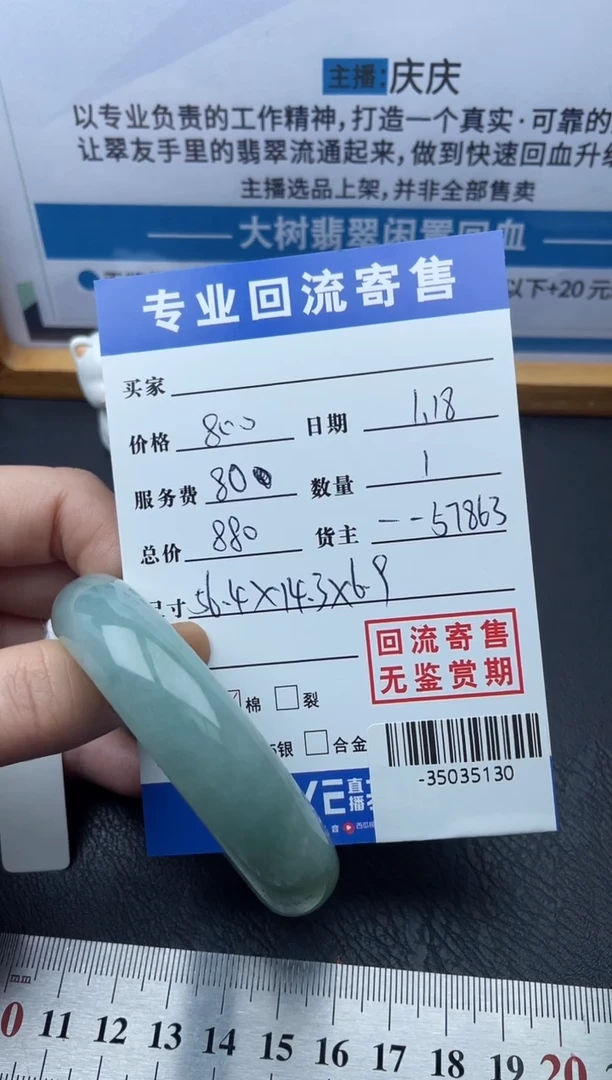 主播:庆庆
以专业负责的工作精神,打造一个真实·可靠的
让翠友手里的翡翠流通起来,做到快速回血升级
主播选品上架,并非全部售卖
大树翡翠闲置回血
以下+20元
专业回流寄售
买家
价格 800 日期 1.18
服务费 80 数量 1
总价 880 货主 --57863
尺寸 56.4×14.3×6.9
回流寄售
无鉴赏期
棉 裂
银 合金
直播
-35035130
mm
0 11 12 13 14 15 16 17 18 19 20